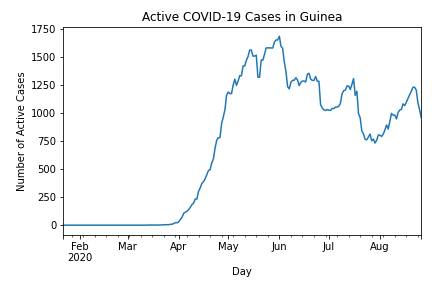 Active COVID-19 Cases in Guinea
1750
1500
1250
1000
750
500
250
0
Number of Active Cases
Feb Mar Apr May Jun Jul Aug
2020
Day